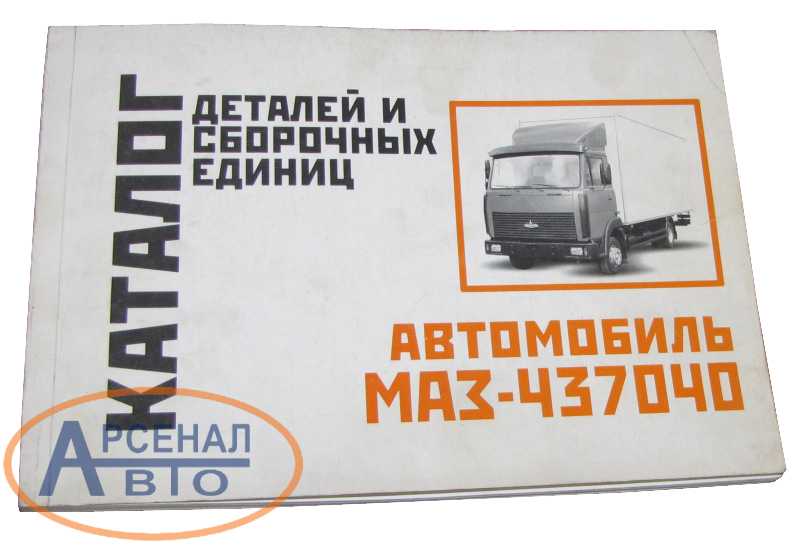 КАТАЛОГ
ДЕТАЛЕЙ И
СБОРОЧНЫХ
ЕДИНИЦ
АВТОМОБИЛЬ
МАЗ-437040
АРСЕНАЛ
АВТО